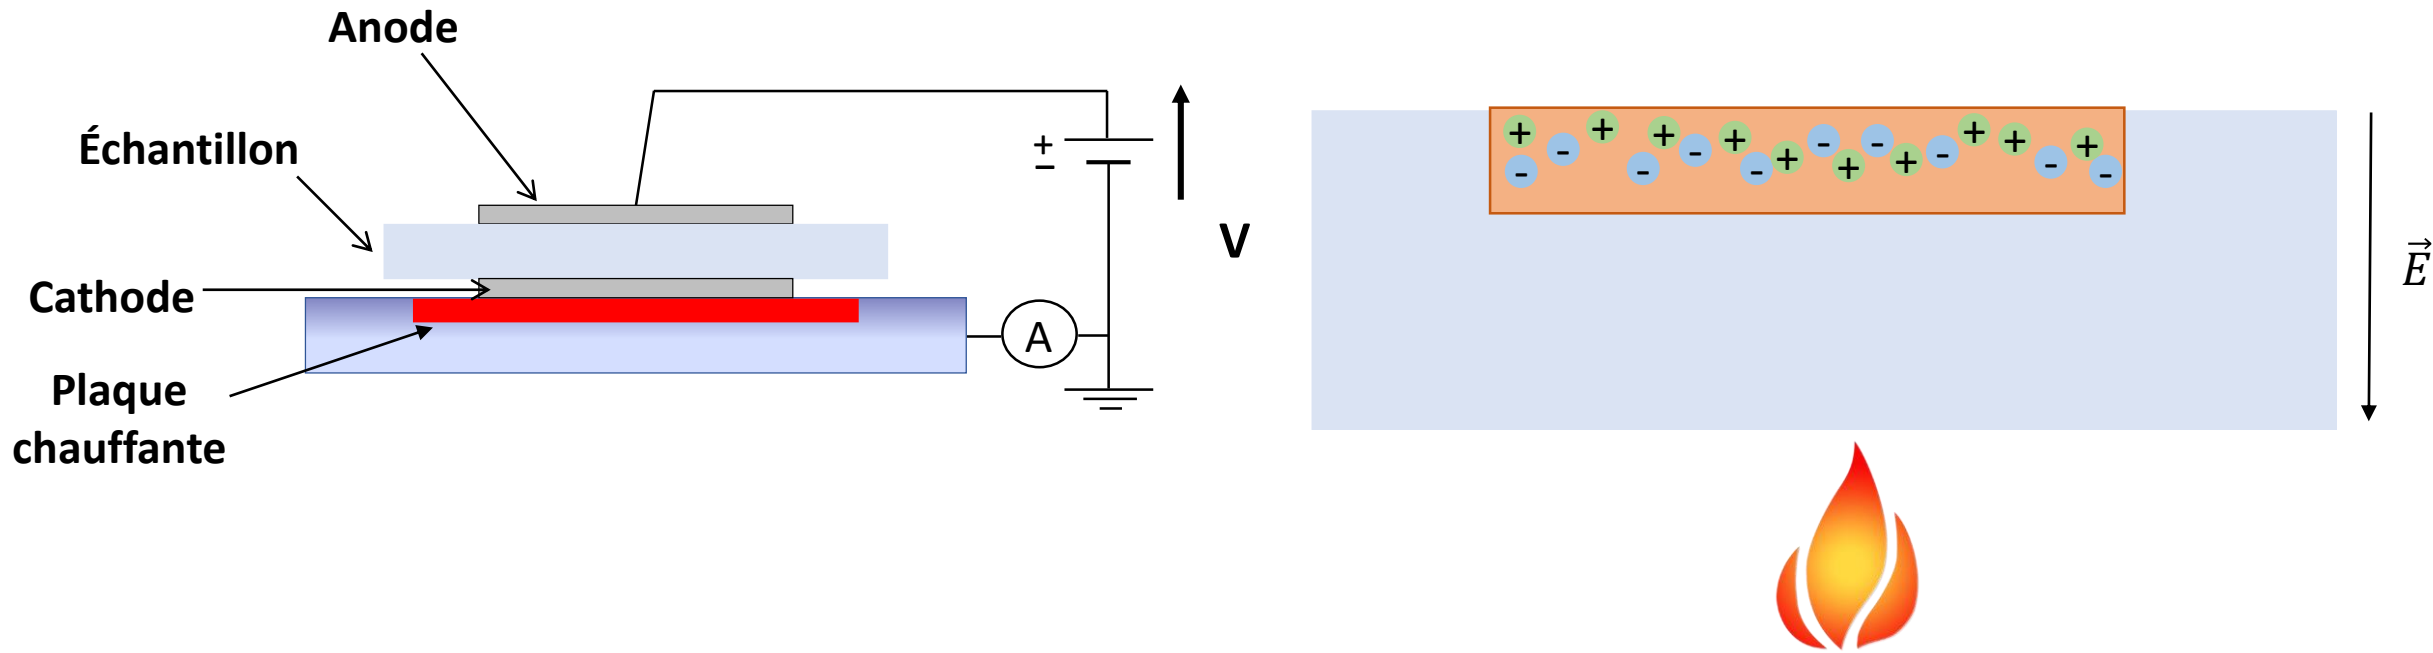 Anode
Échantillon
Cathode
Plaque
chauffante
+
−
A
V
+ + + + + + + + + + +
- - - - - - - - - -
E